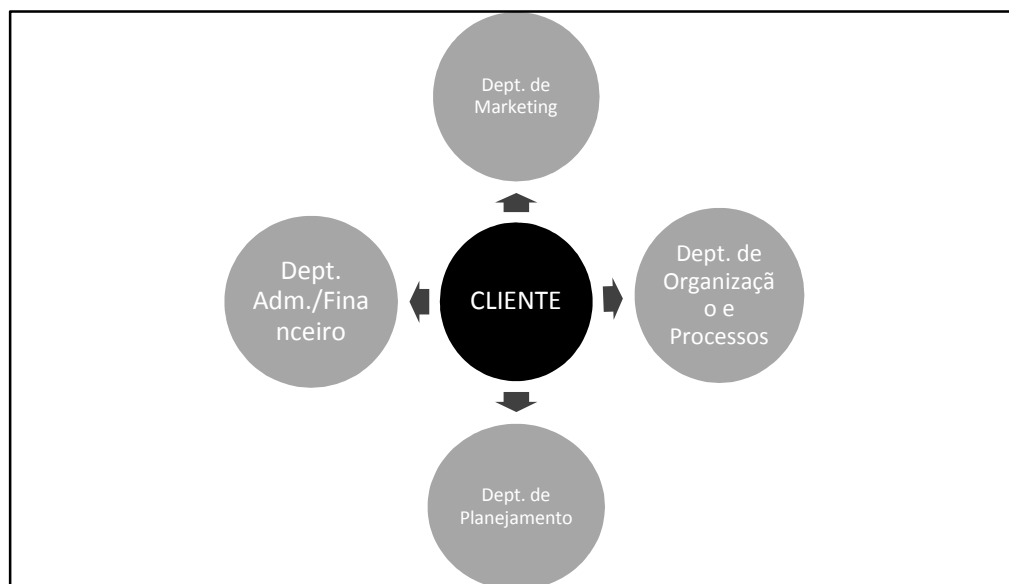 Dept. de
Marketing
Dept.
Adm./Fina
nceiro
CLIENTE
Dept. de
Organizaçã
o e
Processos
Dept. de
Planejamento